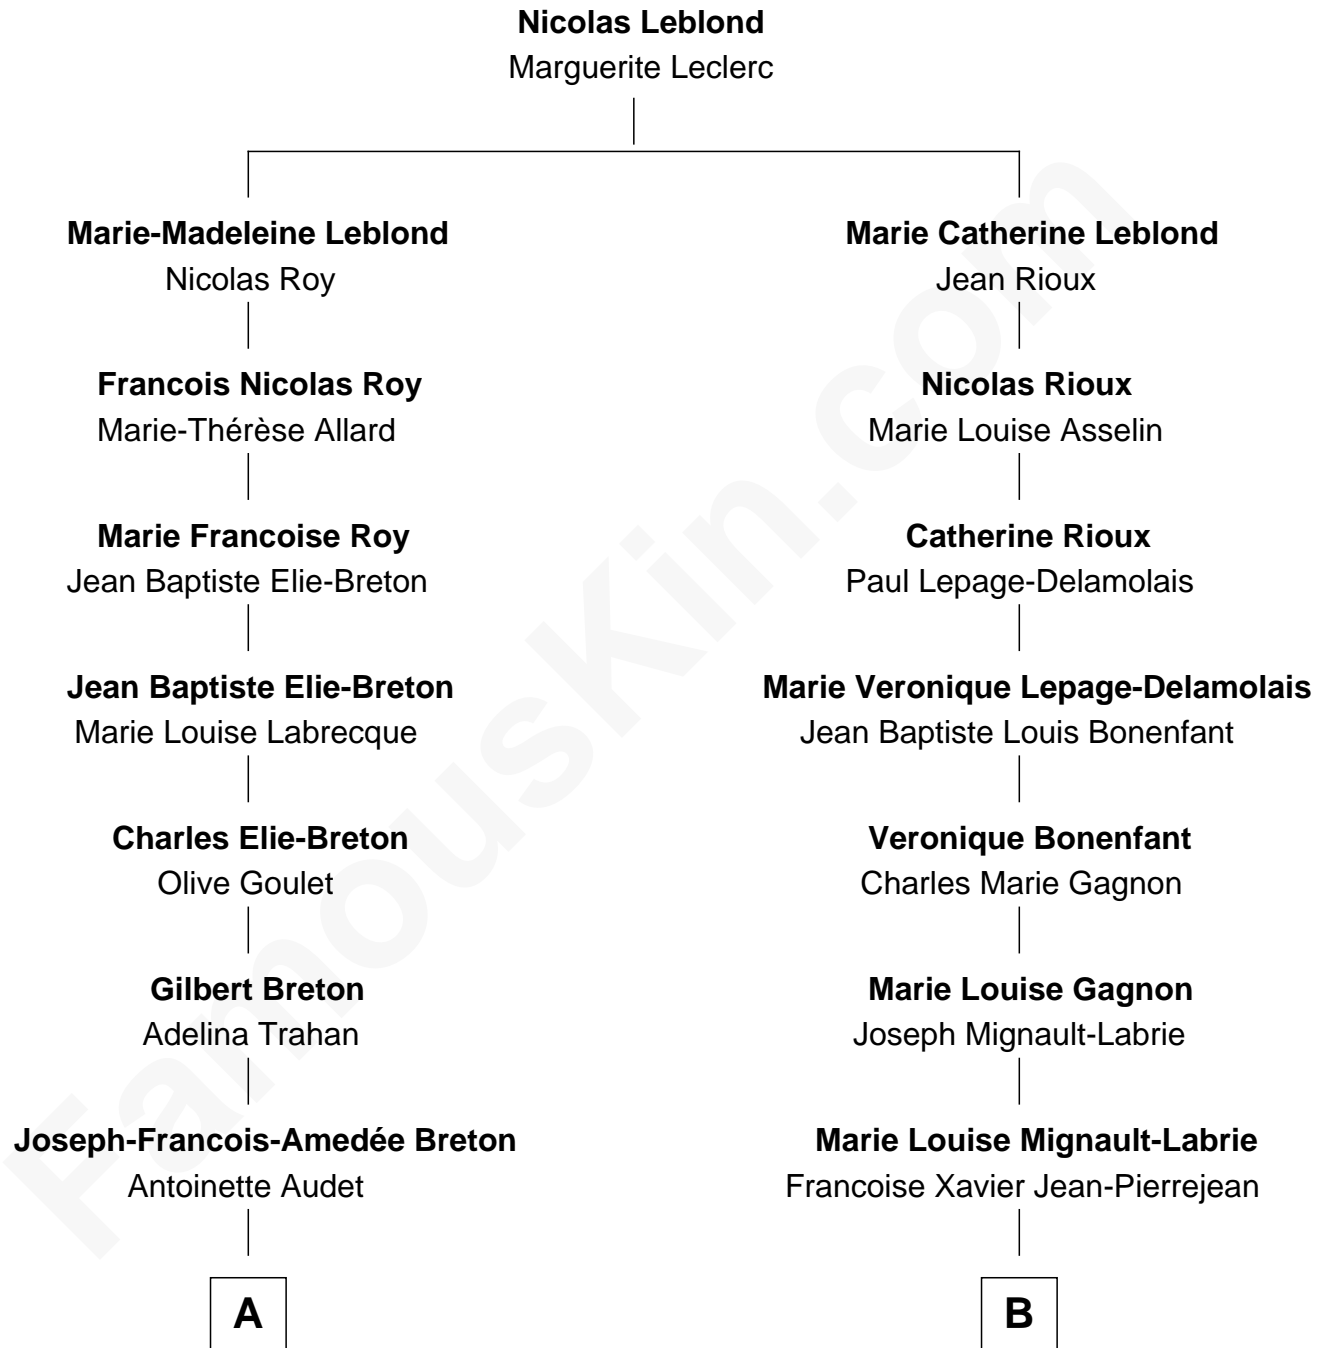 Nicolas Leblond
Marguerite Leclerc
Marie-Madeleine Leblond
Nicolas Roy
Francois Nicolas Roy
Marie-Thérèse Allard
Marie Francoise Roy
Jean Baptiste Elie-Breton
Jean Baptiste Elie-Breton
Marie Louise Labrecque
Charles Elie-Breton
Olive Goulet
Gilbert Breton
Adelina Trahan
Joseph-Francois-Amedée Breton
Antoinette Audet
A
Marie Catherine Leblond
Jean Rioux
Nicolas Rioux
Marie Louise Asselin
Catherine Rioux
Paul Lepage-Delamolais
Marie Veronique Lepage-Delamolais
Jean Baptiste Louis Bonenfant
Veronique Bonenfant
Charles Marie Gagnon
Marie Louise Gagnon
Joseph Mignault-Labrie
Marie Louise Mignault-Labrie
Francoise Xavier Jean-Pierrejean
B
FamousKin.com